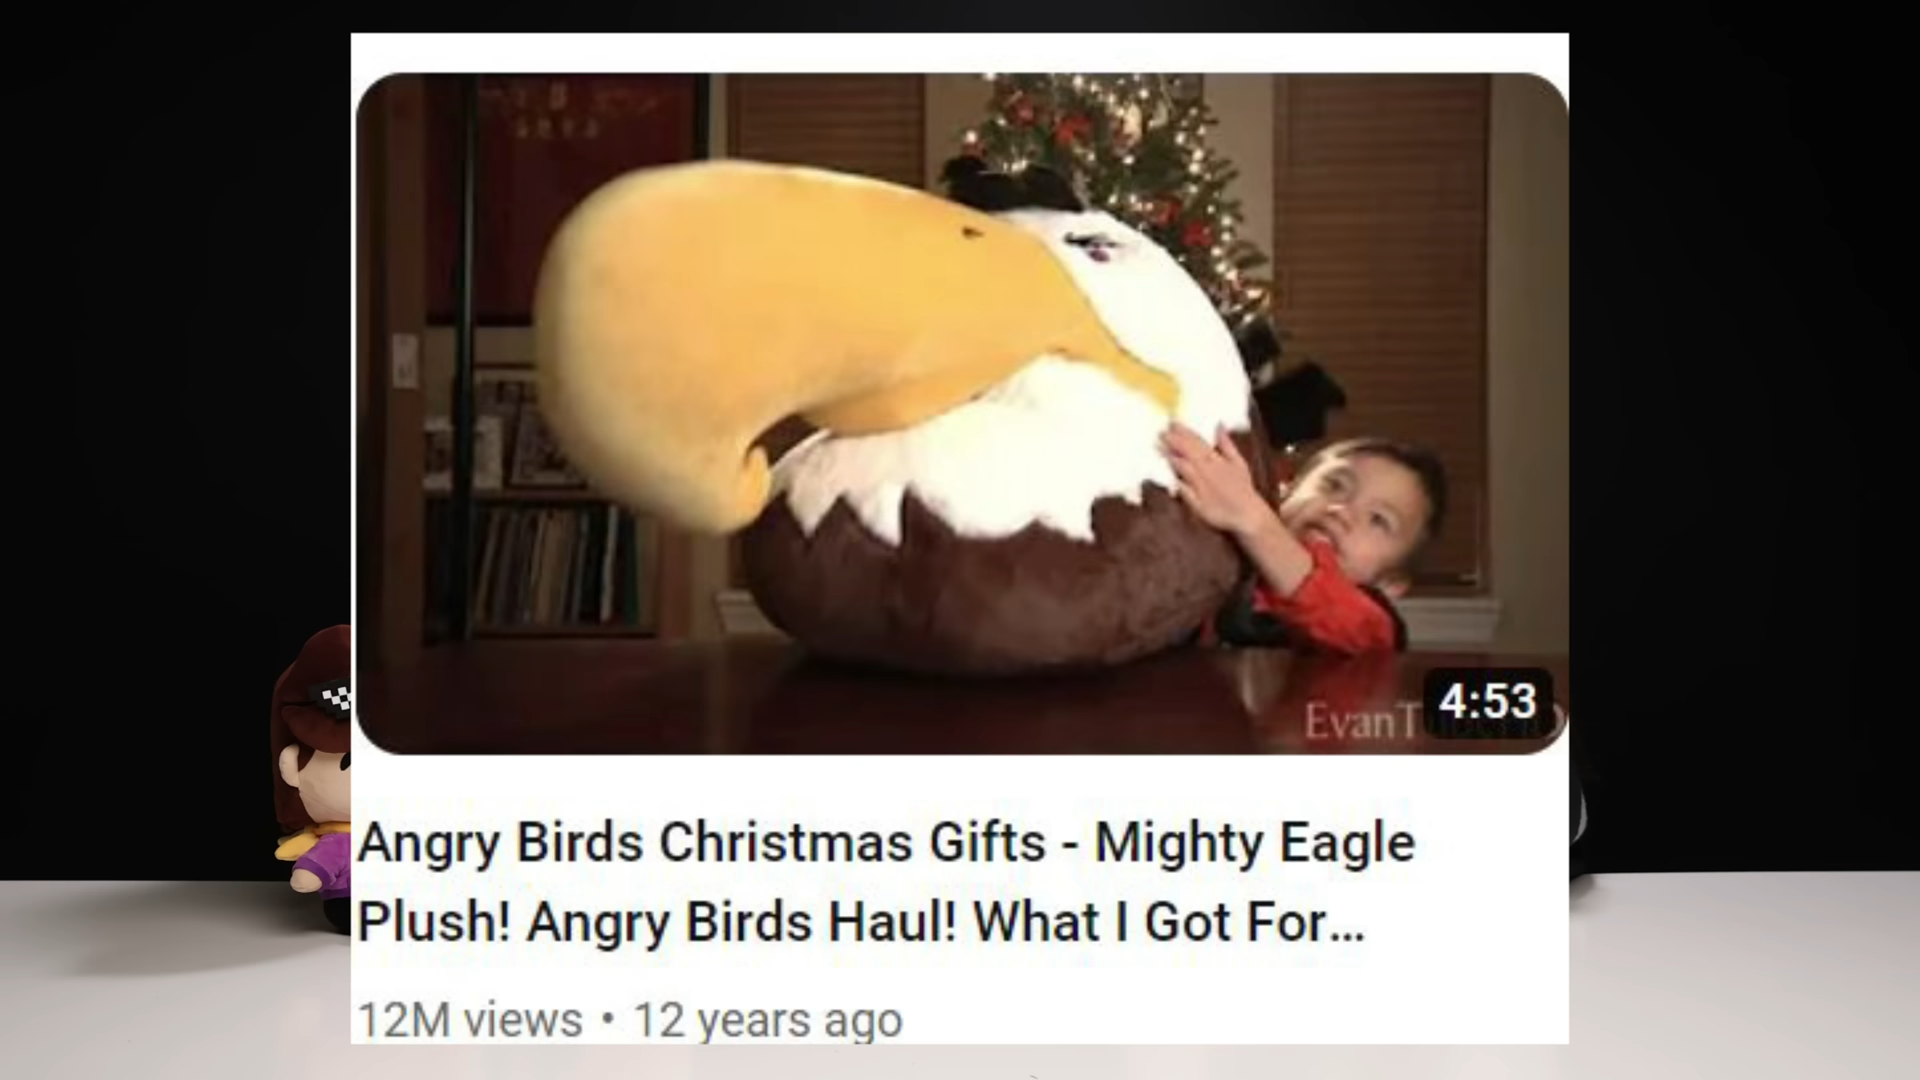 EvanT
4:53
Angry Birds Christmas Gifts - Mighty Eagle
Plush! Angry Birds Haul! What I Got For...
12M views • 12 years ago